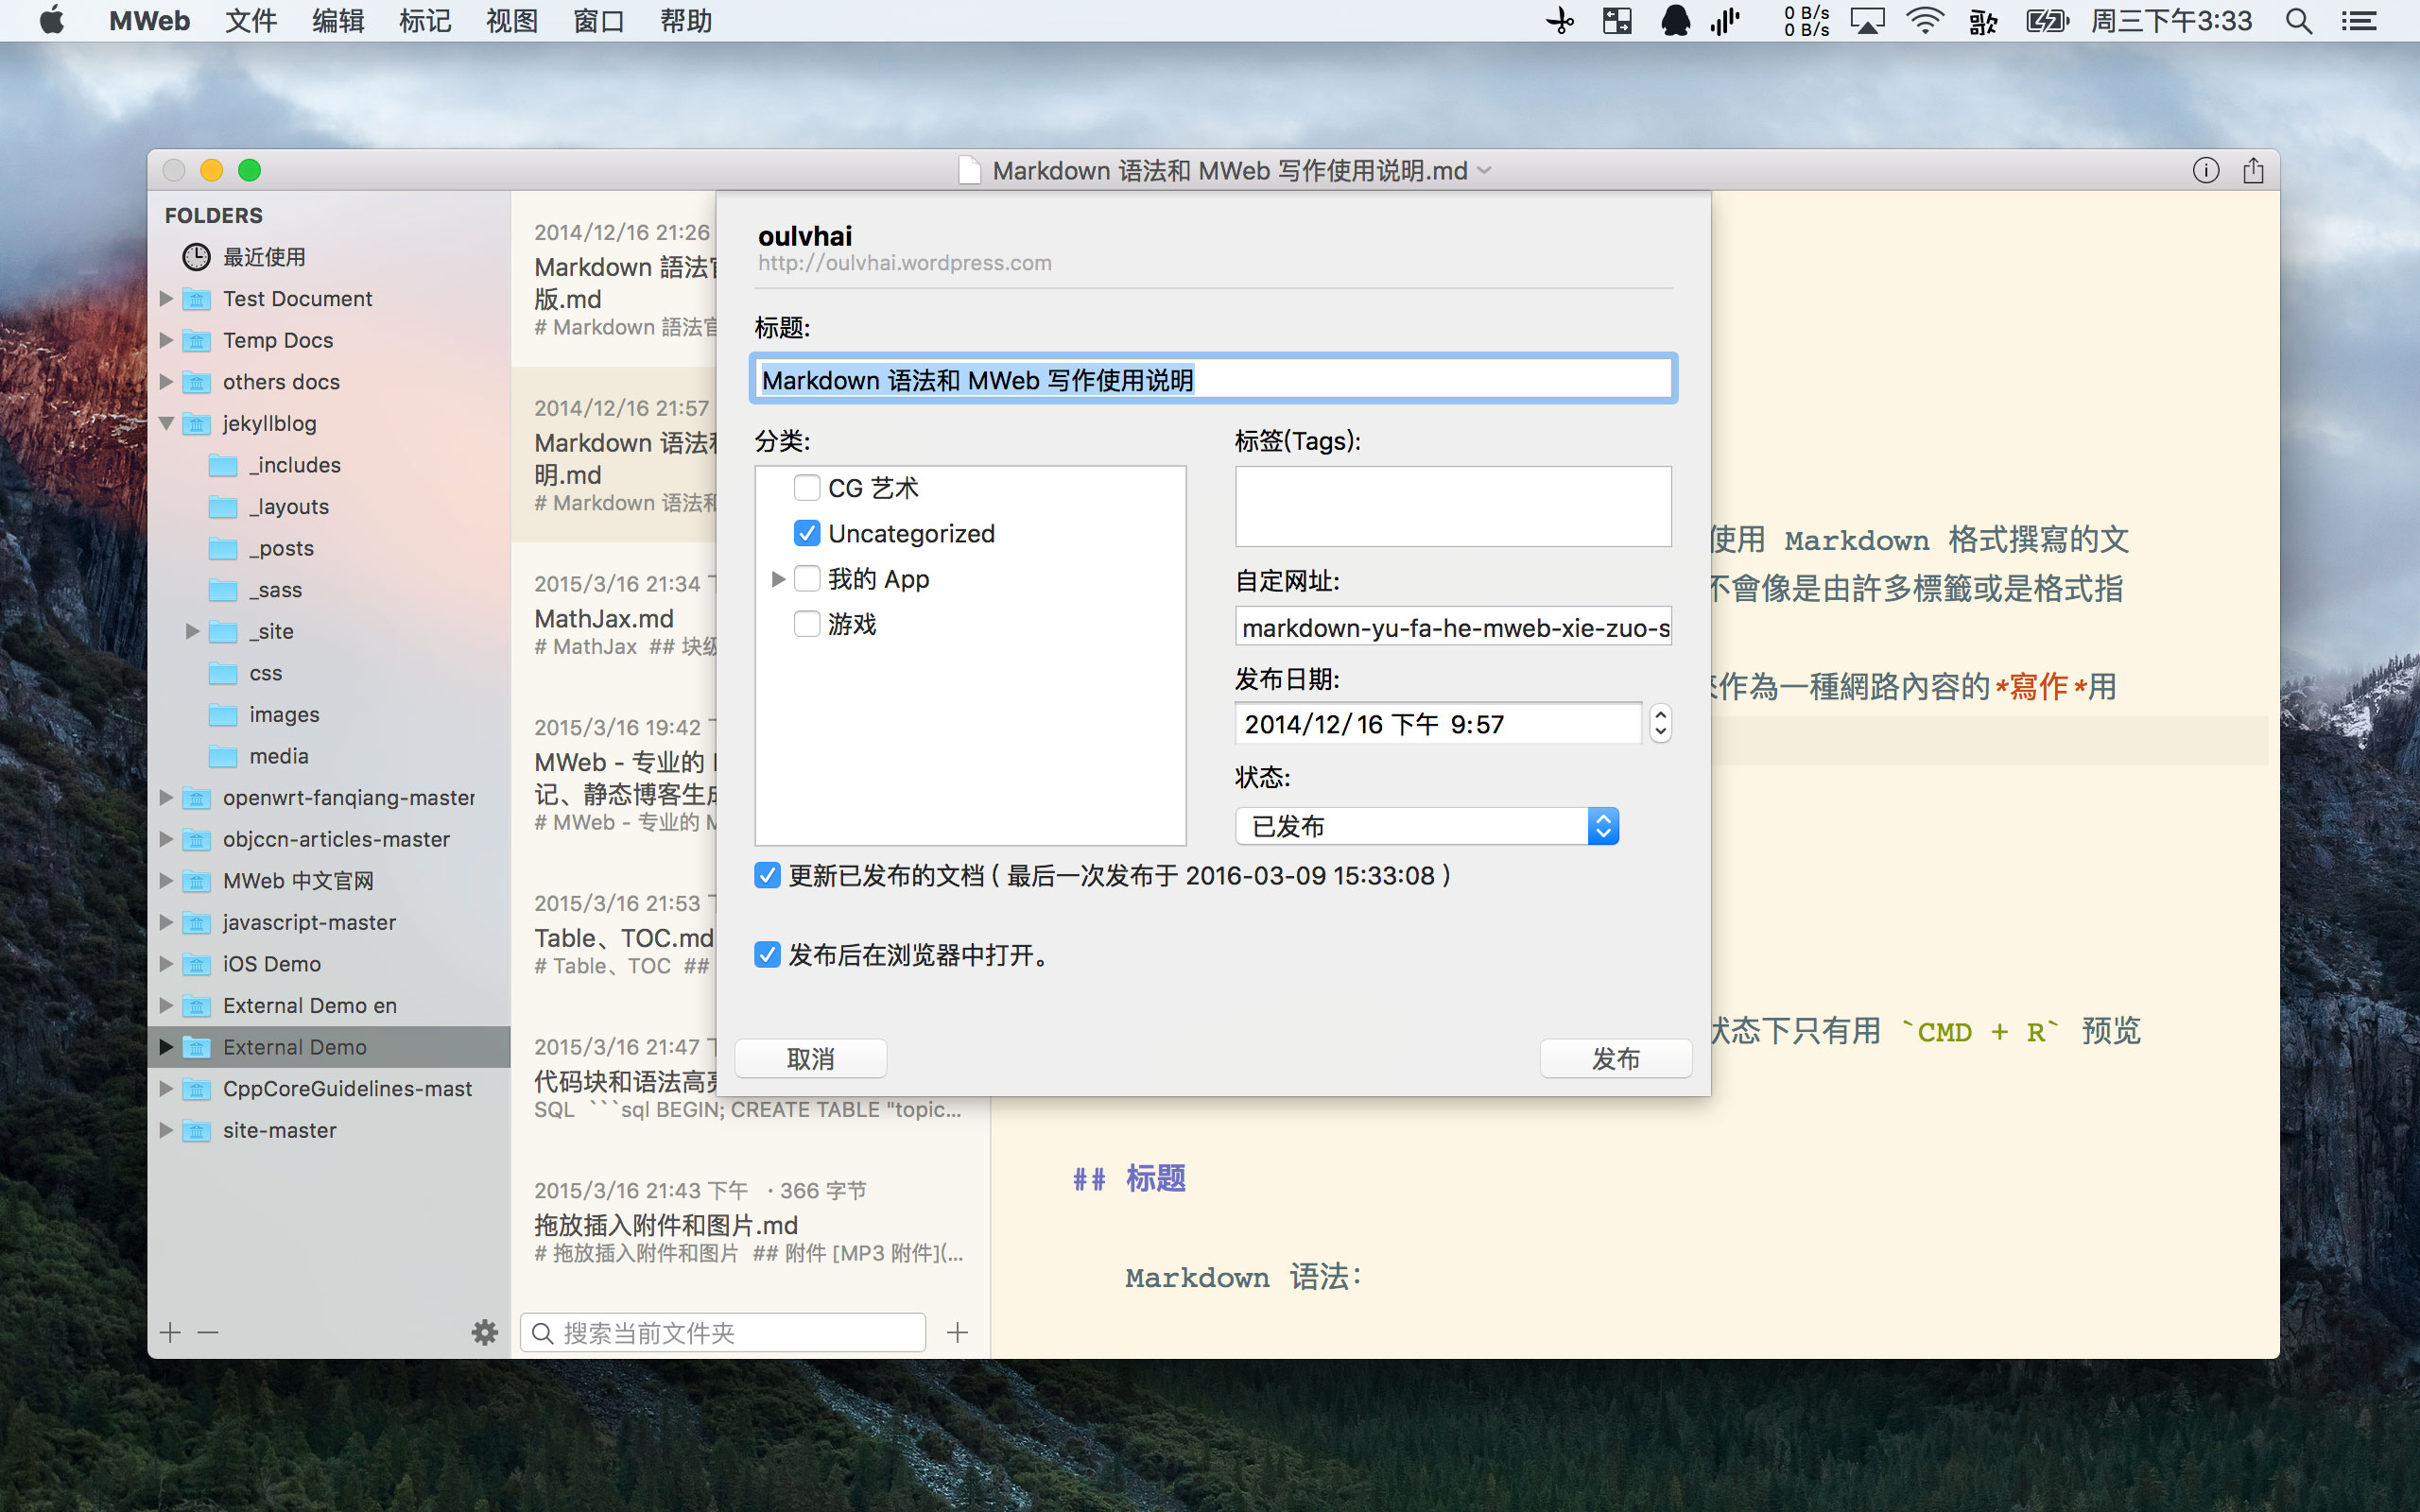 MWeb 文件 编辑 标记 视图 窗口 帮助
0 B/s
0 B/s
歌
周三下午3:33
Markdown 语法和 MWeb 写作使用说明.md
FOLDERS
最近使用
Test Document
Temp Docs
others docs
jekyllblog
_includes
_layouts
_posts
_sass
_site
css
images
media
openwrt-fanqiang-master
objccn-articles-master
MWeb 中文官网
javascript-master
iOS Demo
External Demo en
External Demo
CppCoreGuidelines-mast
site-master
2014/12/16 21:26
Markdown 語法
版.md
# Markdown 語法官
2014/12/16 21:57
Markdown 语法和
明.md
# Markdown 语法和
2015/3/16 21:34
MathJax.md
# MathJax ## 块级
2015/3/16 19:42
MWeb - 专业的
记、静态博客生成
# MWeb - 专业的
2015/3/16 21:53
Table、TOC.md
# Table、TOC ##
2015/3/16 21:47
代码块和语法高亮
SQL ```sql BEGIN; CREATE TABLE "topic...
2015/3/16 21:43 下午 · 366 字节
拖放插入附件和图片.md
# 拖放插入附件和图片 ## 附件 [MP3 附件](...
搜索当前文件夹
oulvhai
http://oulvhai.wordpress.com
标题:
Markdown 语法和 MWeb 写作使用说明
分类:
CG 艺术
Uncategorized
我的 App
游戏
标签(Tags):
自定网址:
markdown-yu-fa-he-mweb-xie-zuo-s
发布日期:
2014/12/16 下午 9:57
状态:
已发布
更新已发布的文档 ( 最后一次发布于 2016-03-09 15:33:08 )
发布后在浏览器中打开。
取消
发布
使用 Markdown 格式撰寫的文
不會像是由許多標籤或是格式指
作為一種網路內容的*寫作*用
状态下只有用 `CMD + R` 预览
## 标题
Markdown 语法：